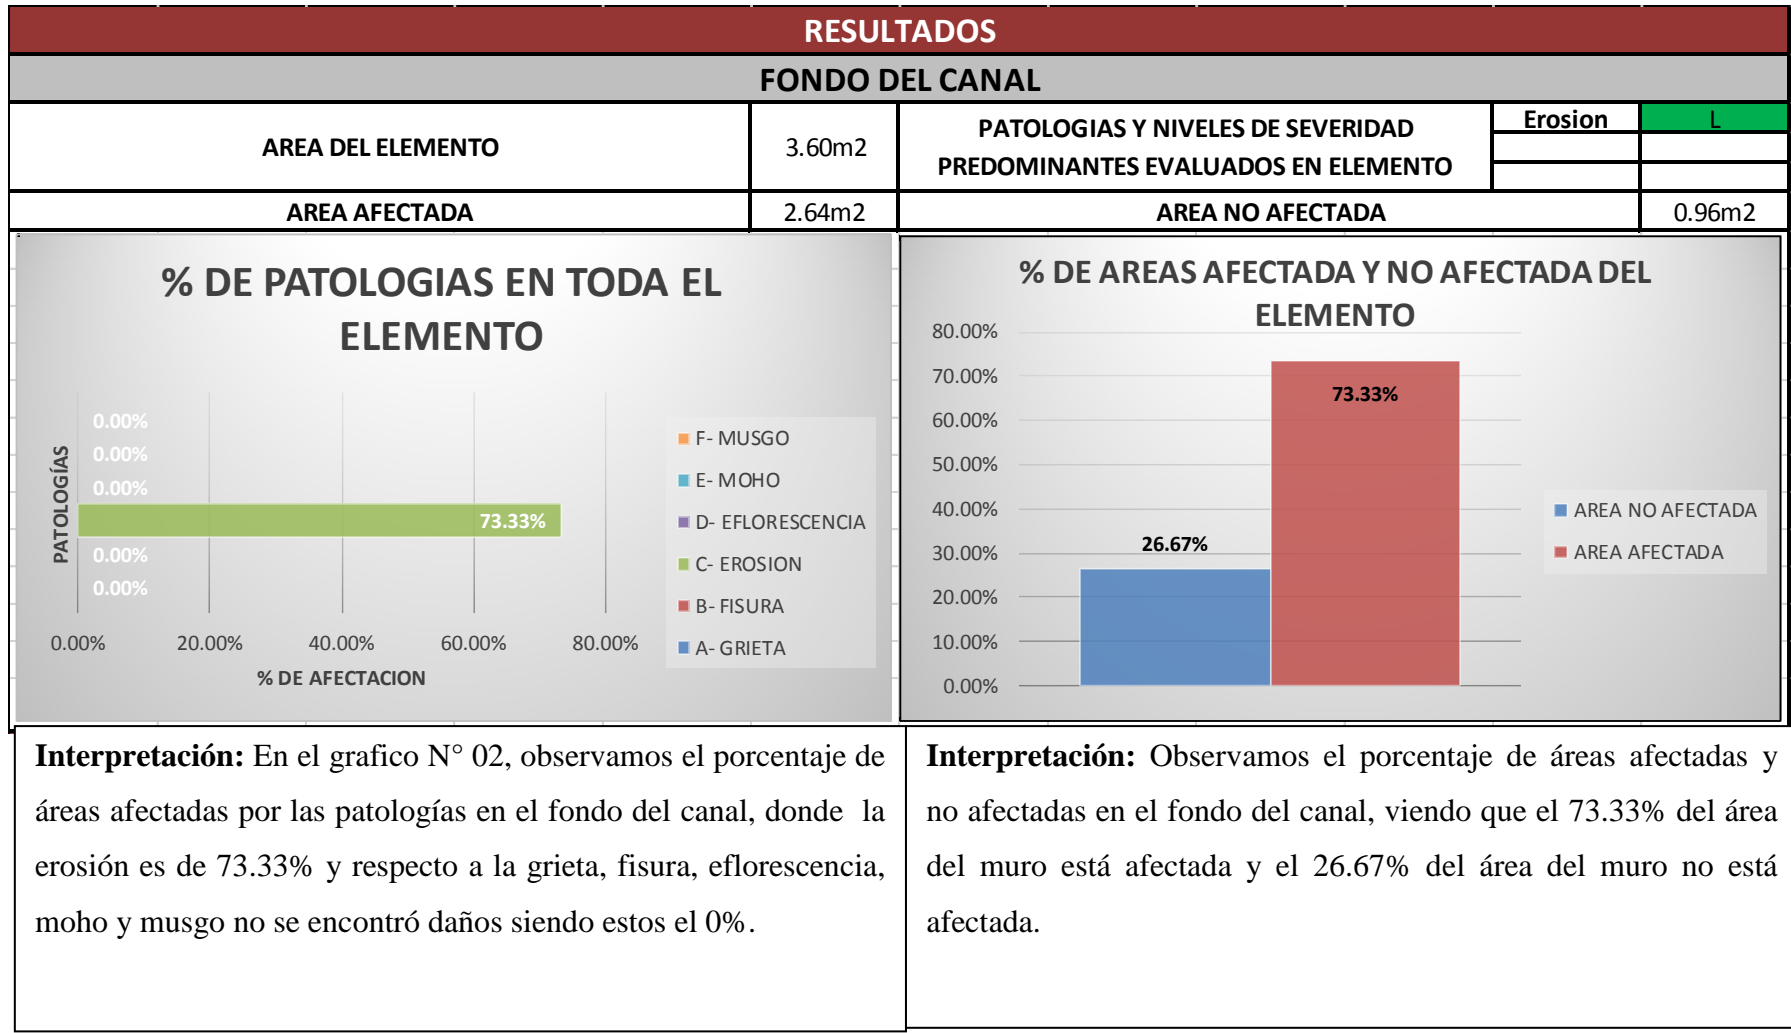 RESULTADOS
FONDO DEL CANAL
AREA DEL ELEMENTO
3.60m2
PATOLOGIAS Y NIVELES DE SEVERIDAD
PREDOMINANTES EVALUADOS EN ELEMENTO
Erosion
L
AREA AFECTADA
2.64m2
AREA NO AFECTADA
0.96m2
% DE PATOLOGIAS EN TODA EL
ELEMENTO
PATOLOGÍAS
0.00%
0.00%
0.00%
73.33%
0.00%
0.00%
0.00%
20.00%
40.00%
60.00%
80.00%
% DE AFECTACION
F- MUSGO
E- MOHO
D- EFLORESCENCIA
C- EROSION
B- FISURA
A- GRIETA
% DE AREAS AFECTADA Y NO AFECTADA DEL
ELEMENTO
80.00%
70.00%
60.00%
50.00%
40.00%
30.00%
20.00%
10.00%
0.00%
26.67%
73.33%
AREA NO AFECTADA
AREA AFECTADA
Interpretación: En el grafico N° 02, observamos el porcentaje de
áreas afectadas por las patologías en el fondo del canal, donde la
erosión es de 73.33% y respecto a la grieta, fisura, eflorescencia,
moho y musgo no se encontró daños siendo estos el 0%.
Interpretación: Observamos el porcentaje de áreas afectadas y
no afectadas en el fondo del canal, viendo que el 73.33% del área
del muro está afectada y el 26.67% del área del muro no está
afectada.